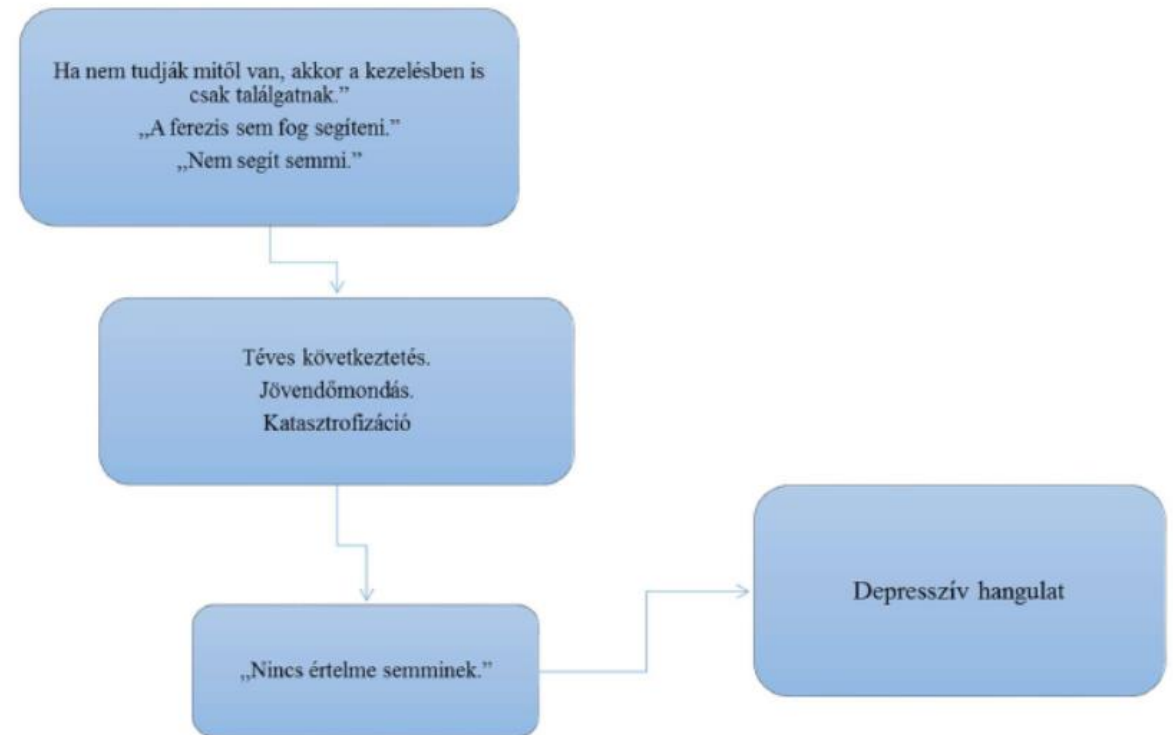 Ha nem tudják mitől van, akkor a kezelésben is
csak találgatnak.”
„A ferezis sem fog segíteni.”
„Nem segít semmi.”
Téves következtetés.
Jövendőmondás.
Katasztrofizáció
„Nincs értelme semminek.”
Depresszív hangulat